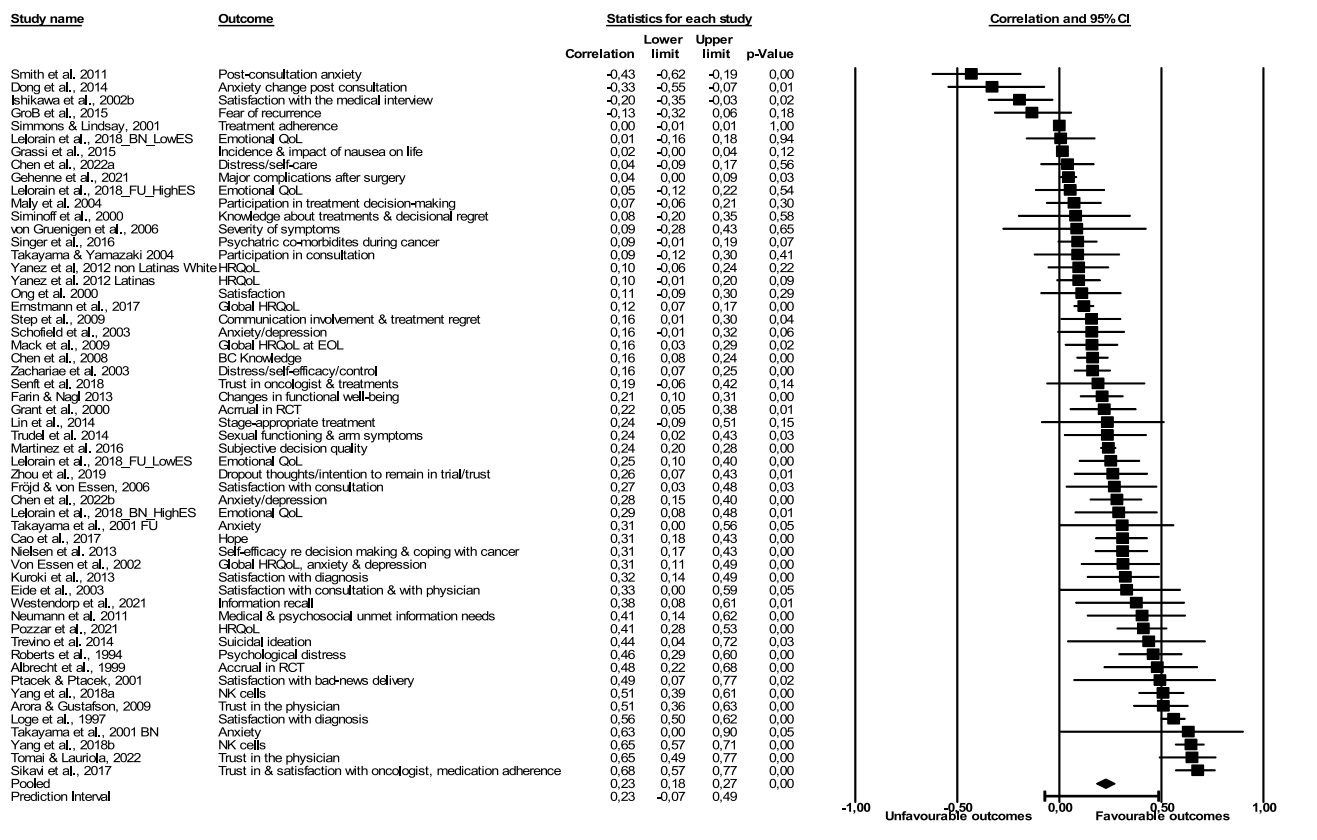 Study name Outcome Statistics for each study Correlation and 95% CI
Lower Upper
Correlation limit limit p-Value
Smith et al. 2011 Post-consultation anxiety -0,43 -0,62 -0,19 0,00
Dong et al., 2014 Anxiety change post consultation -0,33 -0,55 -0,07 0,01
Ishikawa et al., 2002b Satisfaction with the medical interview -0,20 -0,35 -0,03 0,02
GroB et al., 2015 Fear of recurrence -0,13 -0,32 0,06 0,18
Simmons & Lindsay, 2001 Treatment adherence 0,00 -0,01 0,01 1,00
Lelorain et al., 2018_BN_LowES Emotional QoL 0,01 -0,16 0,18 0,94
Grassi et al., 2015 Incidence & impact of nausea on life 0,02 -0,00 0,04 0,12
Chen et al., 2022a Distress/self-care 0,04 -0,09 0,17 0,56
Gehenne et al., 2021 Major complications after surgery 0,04 0,00 0,09 0,03
Lelorain et al., 2018_FU_HighES Emotional QoL 0,05 -0,12 0,22 0,54
Maly et al. 2004 Participation in treatment decision-making 0,07 -0,06 0,21 0,30
Siminoff et al., 2000 Knowledge about treatments & decisional regret 0,08 -0,20 0,35 0,58
von Gruenigen et al., 2006 Severity of symptoms 0,09 -0,28 0,43 0,65
Singer et al., 2016 Psychatric co-morbidites during cancer 0,09 -0,01 0,19 0,07
Takayama & Yamazaki 2004 Participation in consultation 0,09 -0,12 0,30 0,41
Yanez et al, 2012 non Latinas White HRQoL 0,10 -0,06 0,24 0,22
Yanez et al. 2012 Latinas HRQoL 0,10 -0,01 0,20 0,09
Ong et al. 2000 Satisfaction 0,11 -0,09 0,30 0,29
Ernstmann et al., 2017 Global HRQoL 0,12 0,07 0,17 0,00
Step et al., 2009 Communication involvement & treatment regret 0,16 0,01 0,30 0,04
Schofield et al., 2003 Anxiety/depression 0,16 -0,01 0,32 0,06
Mack et al., 2009 Global HRQoL at EOL 0,16 0,03 0,29 0,02
Chen et al., 2008 BC Knowledge 0,16 0,08 0,24 0,00
Zachariae et al. 2003 Distress/self-efficacy/control 0,16 0,07 0,25 0,00
Senft et al. 2018 Trust in oncologist & treatments 0,19 -0,06 0,42 0,14
Farin & Nagl 2013 Changes in functional well-being 0,21 0,10 0,31 0,00
Grant et al., 2000 Accrual in RCT 0,22 0,05 0,38 0,01
Lin et al., 2014 Stage-appropriate treatment 0,24 -0,09 0,51 0,15
Trudel et al. 2014 Sexual functioning & arm symptoms 0,24 0,02 0,43 0,03
Martinez et al. 2016 Subjective decision quality 0,24 0,20 0,28 0,00
Lelorain et al., 2018_FU_LowES Emotional QoL 0,25 0,10 0,40 0,00
Zhou et al., 2019 Dropout thoughts/intention to remain in trial/trust 0,26 0,07 0,43 0,01
Fröjd & von Essen, 2006 Satisfaction with consultation 0,27 0,03 0,48 0,03
Chen et al., 2022b Anxiety/depression 0,28 0,15 0,40 0,00
Lelorain et al., 2018_BN_HighES Emotional QoL 0,29 0,08 0,48 0,01
Takayama et al., 2001 FU Anxiety 0,31 0,00 0,56 0,05
Cao et al., 2017 Hope 0,31 0,18 0,43 0,00
Nielsen et al. 2013 Self-efficacy re decision making & coping with cancer 0,31 0,17 0,43 0,00
Von Essen et al., 2002 Global HRQoL, anxiety & depression 0,31 0,11 0,49 0,00
Kuroki et al., 2013 Satisfaction with diagnosis 0,32 0,14 0,49 0,00
Eide et al., 2003 Satisfaction with consultation & with physician 0,33 0,00 0,59 0,05
Westendorp et al., 2021 Information recall 0,38 0,08 0,61 0,01
Neumann et al. 2011 Medical & psychosocial unmet information needs 0,41 0,14 0,62 0,00
Pozzar et al., 2021 HRQoL 0,41 0,28 0,53 0,00
Trevino et al. 2014 Suicidal ideation 0,44 0,04 0,72 0,03
Roberts et al., 1994 Psychological distress 0,46 0,29 0,60 0,00
Albrecht et al., 1999 Accrual in RCT 0,48 0,22 0,68 0,00
Ptacek & Ptacek, 2001 Satisfaction with bad-news delivery 0,49 0,07 0,77 0,02
Yang et al., 2018a NK cells 0,51 0,39 0,61 0,00
Arora & Gustafson, 2009 Trust in the physician 0,51 0,36 0,63 0,00
Loge et al., 1997 Satisfaction with diagnosis 0,56 0,50 0,62 0,00
Takayama et al., 2001 BN Anxiety 0,63 0,00 0,90 0,05
Yang et al., 2018b NK cells 0,65 0,57 0,71 0,00
Tomai & Lauriola, 2022 Trust in the physician 0,65 0,49 0,77 0,00
Sikavi et al., 2017 Trust in & satisfaction with oncologist, medication adherence 0,68 0,57 0,77 0,00
Pooled 0,23 0,18 0,27 0,00
Prediction Interval 0,23 -0,07 0,49
-1,00 -0,50 0,00 0,50 1,00
Unfavourable outcomes Favourable outcomes